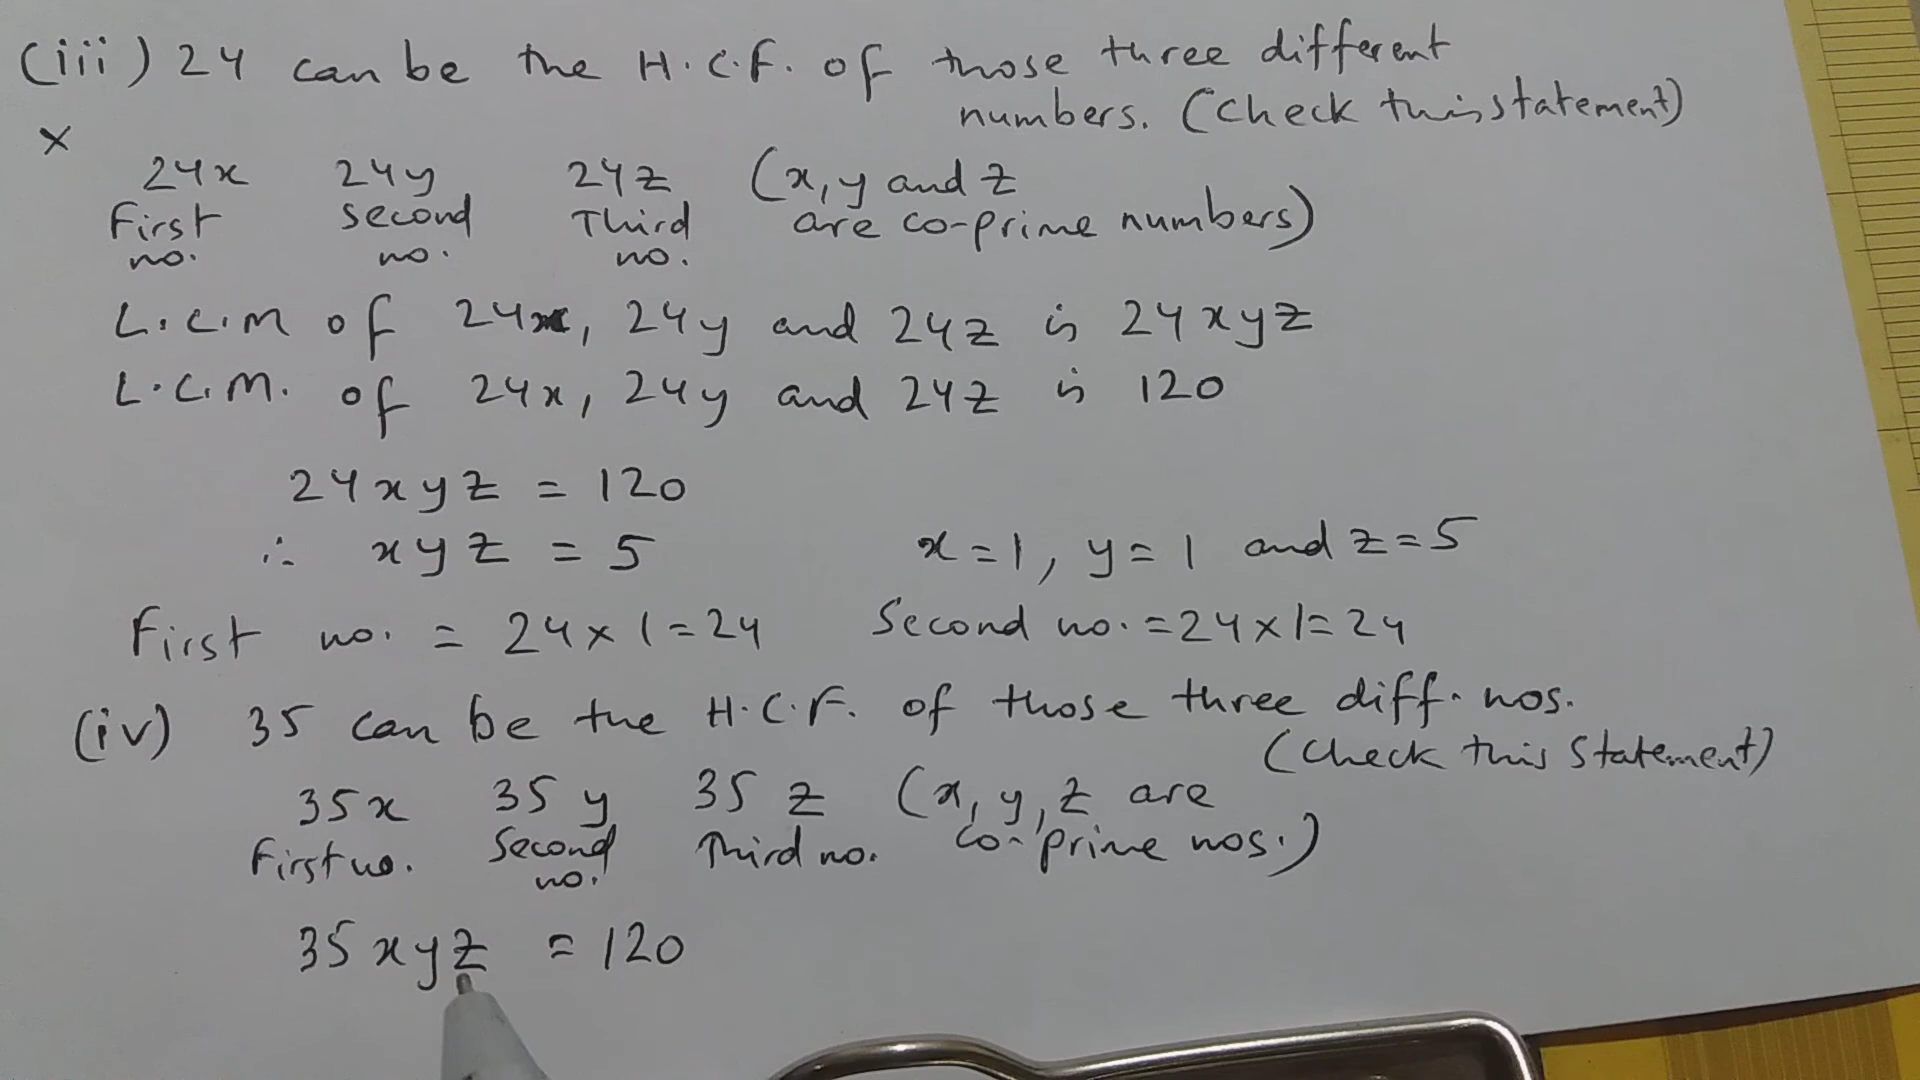 (iii) 24 can be the H.C.F. of those three different
numbers. (Check this statement)
×
24x 24y 24z (x, y and z
First Second Third are co-prime numbers)
no. no. no.
L.C.M of 24x, 24y and 24z is 24xyz
L.C.M. of 24x, 24y and 24z is 120
24xyz = 120
∴ xyz = 5 x=1, y=1 and z=5
First no. = 24×1=24 Second no.=24×1=24
(iv) 35 can be the H.C.F. of those three diff. nos.
(Check this statement)
35x 35y 35z (x, y, z are
First no. Second Third no. co-prime nos.)
no.
35xyz = 120